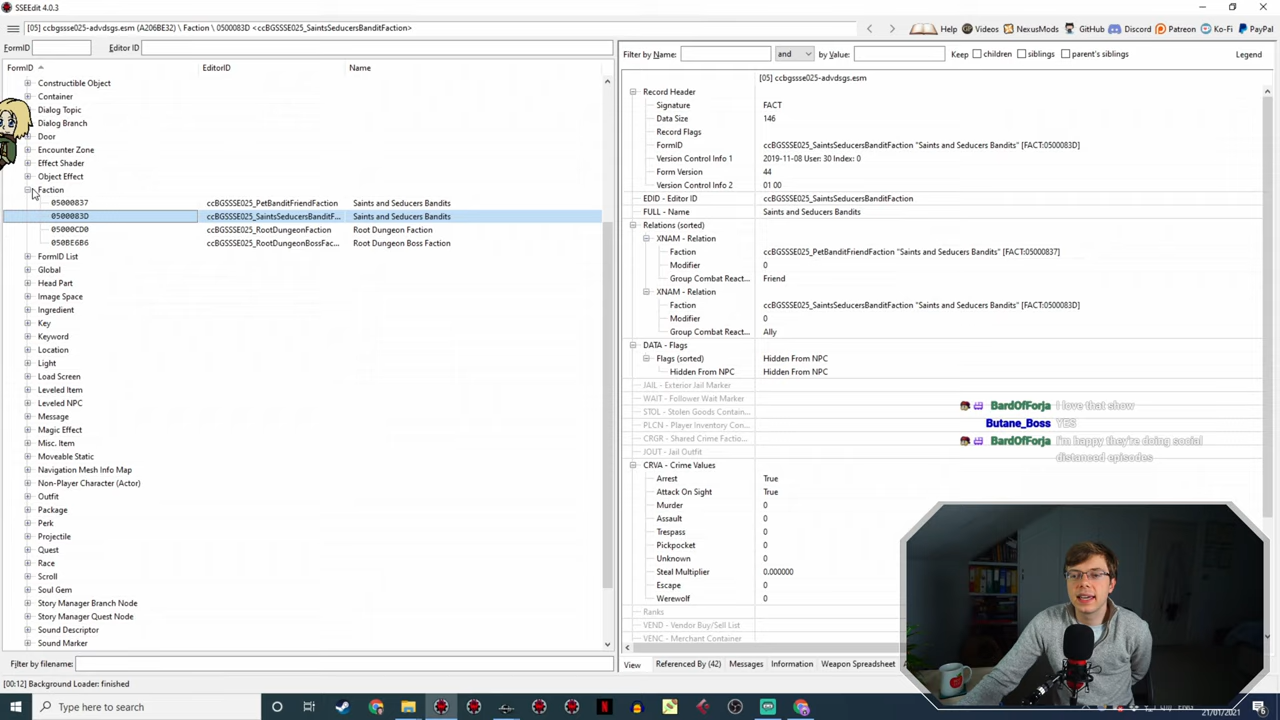 SSEEdit 4.0.3
[05] ccbgssse025-advdsgs.esm (A206BE32) \ Faction \ 0500083D <ccBGSSSE025_SaintsSeducersBanditFaction>
Help Videos NexusMods GitHub Discord Patreon Ko-Fi PayPal
FormID Editor ID
FormID EditorID Name
Constructible Object
Container
Dialog Topic
Dialog Branch
Door
Encounter Zone
Effect Shader
Object Effect
Faction
05000837 ccBGSSSE025_PetBanditFriendFaction Saints and Seducers Bandits
0500083D ccBGSSSE025_SaintsSeducersBanditF... Saints and Seducers Bandits
05000CD0 ccBGSSSE025_RootDungeonFaction Root Dungeon Faction
050BE6B6 ccBGSSSE025_RootDungeonBossFac... Root Dungeon Boss Faction
FormID List
Global
Head Part
Image Space
Ingredient
Key
Keyword
Location
Light
Load Screen
Leveled Item
Leveled NPC
Message
Magic Effect
Misc. Item
Moveable Static
Navigation Mesh Info Map
Non-Player Character (Actor)
Outfit
Package
Perk
Projectile
Quest
Race
Scroll
Soul Gem
Story Manager Branch Node
Story Manager Quest Node
Sound Descriptor
Sound Marker
Filter by filename:
[00:12] Background Loader: finished
Filter by Name: and by Value: Keep children siblings parent's siblings Legend
[05] ccbgssse025-advdsgs.esm
Record Header
Signature FACT
Data Size 146
Record Flags
FormID ccBGSSSE025_SaintsSeducersBanditFaction "Saints and Seducers Bandits" [FACT:0500083D]
Version Control Info 1 2019-11-08 User: 30 Index: 0
Form Version 44
Version Control Info 2 01 00
EDID - Editor ID ccBGSSSE025_SaintsSeducersBanditFaction
FULL - Name Saints and Seducers Bandits
Relations (sorted)
XNAM - Relation
Faction ccBGSSSE025_PetBanditFriendFaction "Saints and Seducers Bandits" [FACT:05000837]
Modifier 0
Group Combat React... Friend
XNAM - Relation
Faction ccBGSSSE025_SaintsSeducersBanditFaction "Saints and Seducers Bandits" [FACT:0500083D]
Modifier 0
Group Combat React... Ally
DATA - Flags
Flags (sorted) Hidden From NPC
Hidden From NPC Hidden From NPC
JAIL - Exterior Jail Marker
WAIT - Follower Wait Marker
STOL - Stolen Goods Contain...
PLCN - Player Inventory Con...
CRGR - Shared Crime Factio...
JOUT - Jail Outfit
CRVA - Crime Values
Arrest True
Attack On Sight True
Murder 0
Assault 0
Trespass 0
Pickpocket 0
Unknown 0
Steal Multiplier 0.000000
Escape 0
Werewolf 0
Ranks
VEND - Vendor Buy/Sell List
VENC - Merchant Container
View Referenced By (42) Messages Information Weapon Spreadsheet
BardOfForja I love that show
Butane_Boss YES
BardOfForja I'm happy they're doing social
distanced episodes
Type here to search
ENG
21/01/2021